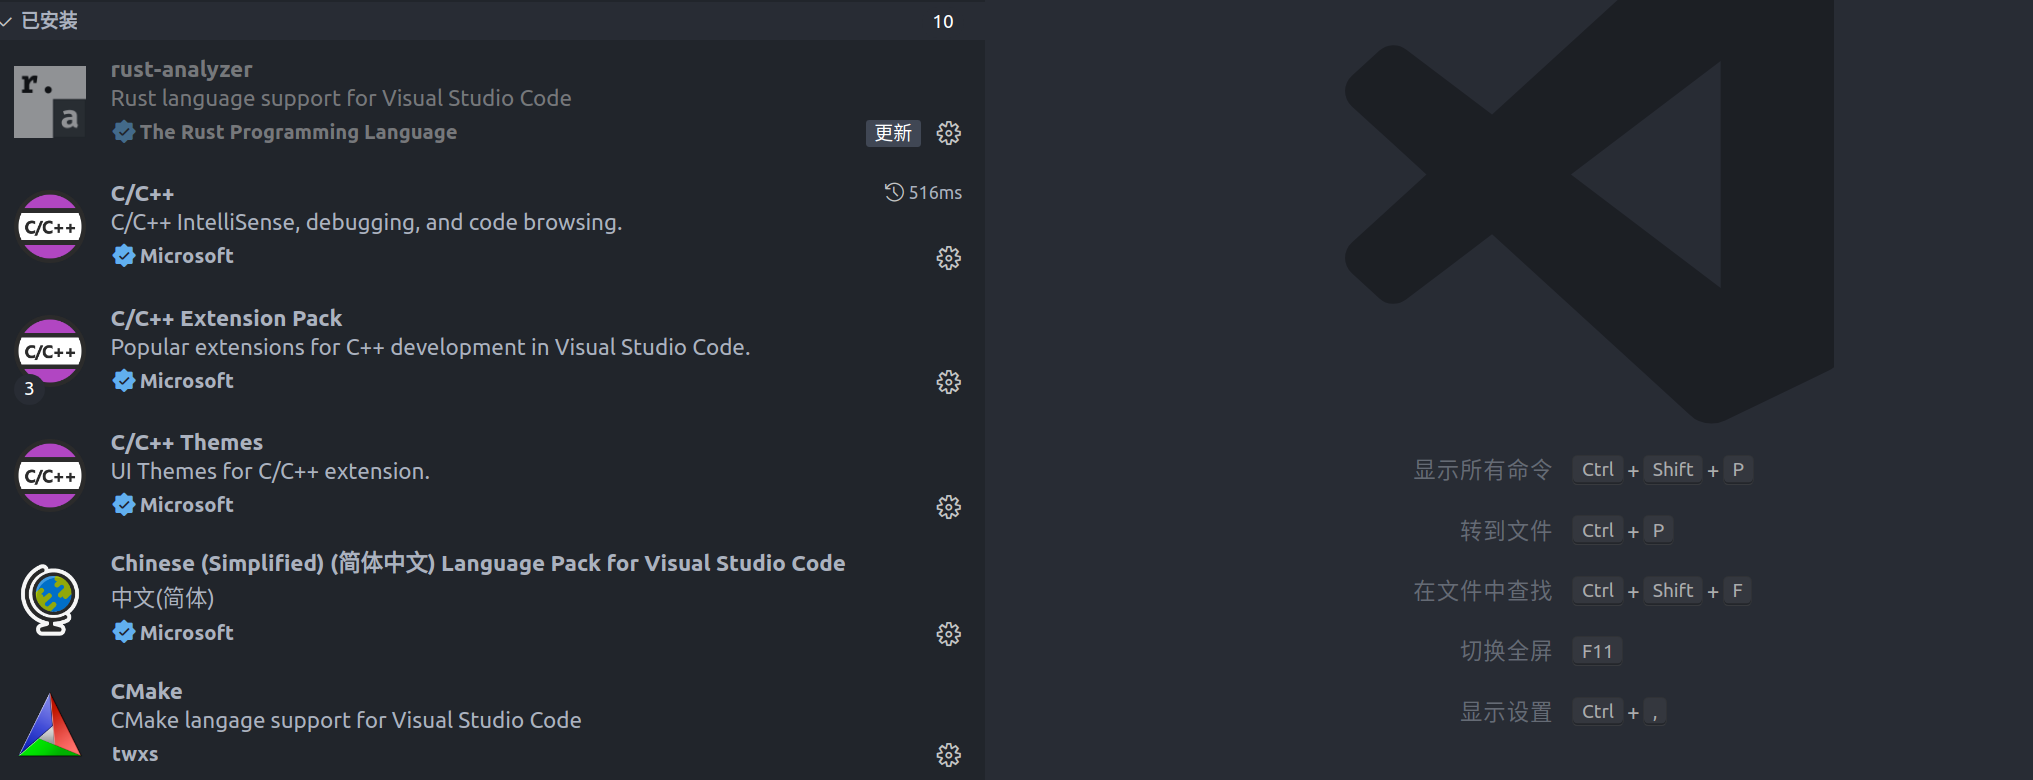 已安装 10
r.
a
rust-analyzer
Rust language support for Visual Studio Code
The Rust Programming Language 更新
C/C++
C/C++ 516ms
C/C++ IntelliSense, debugging, and code browsing.
Microsoft
C/C++
3
C/C++ Extension Pack
Popular extensions for C++ development in Visual Studio Code.
Microsoft
C/C++
C/C++ Themes
UI Themes for C/C++ extension.
Microsoft
Chinese (Simplified) (简体中文) Language Pack for Visual Studio Code
中文(简体)
Microsoft
CMake
CMake langage support for Visual Studio Code
twxs
显示所有命令 Ctrl + Shift + P
转到文件 Ctrl + P
在文件中查找 Ctrl + Shift + F
切换全屏 F11
显示设置 Ctrl + ,